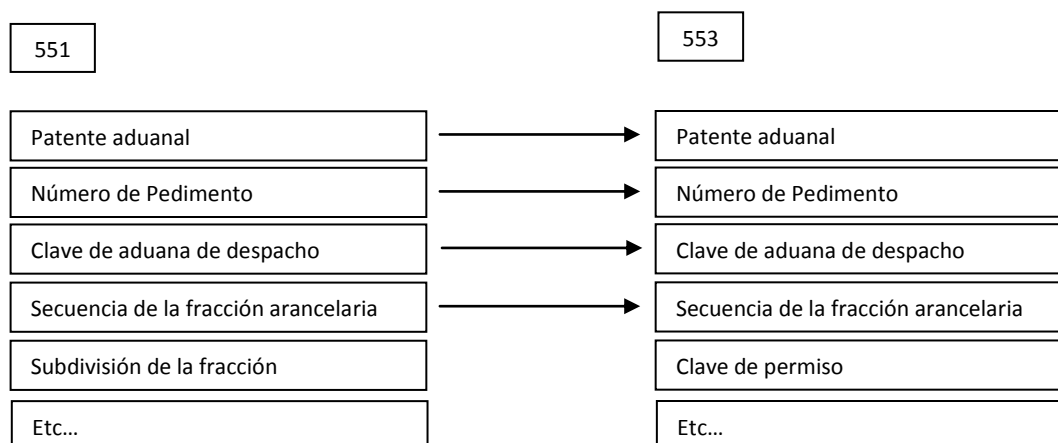 551
553
Patente aduanal
Patente aduanal
Número de Pedimento
Número de Pedimento
Clave de aduana de despacho
Clave de aduana de despacho
Secuencia de la fracción arancelaria
Secuencia de la fracción arancelaria
Subdivisión de la fracción
Clave de permiso
Etc...
Etc...